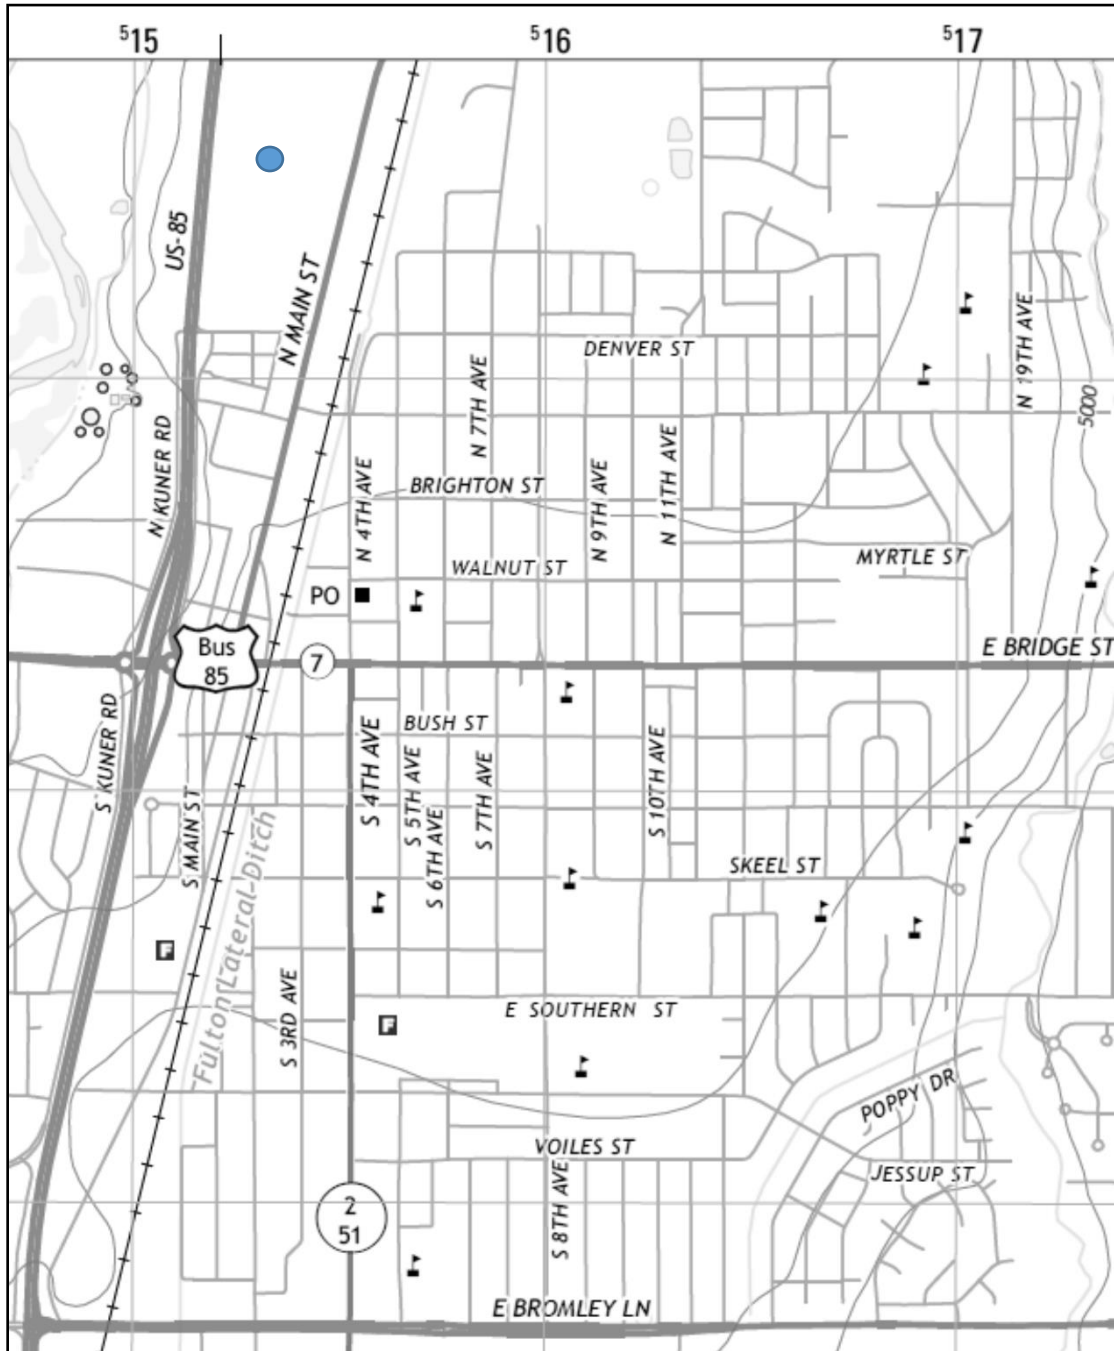 515
516
517
US-85
N MAIN ST
DENVER ST
N 19TH AVE
N 7TH AVE
5000
N KUNER RD
N 4TH AVE
BRIGHTON ST
N 9TH AVE
N 11TH AVE
WALNUT ST
MYRTLE ST
PO
Bus
85
7
E BRIDGE ST
S KUNER RD
BUSH ST
S 4TH AVE
S 5TH AVE
S 7TH AVE
S 10TH AVE
S MAIN ST
S 6TH AVE
SKEEL ST
Fulton Lateral Ditch
F
S 3RD AVE
E SOUTHERN ST
F
POPPY DR
VOILES ST
JESSUP ST
S 8TH AVE
2
51
E BROMLEY LN